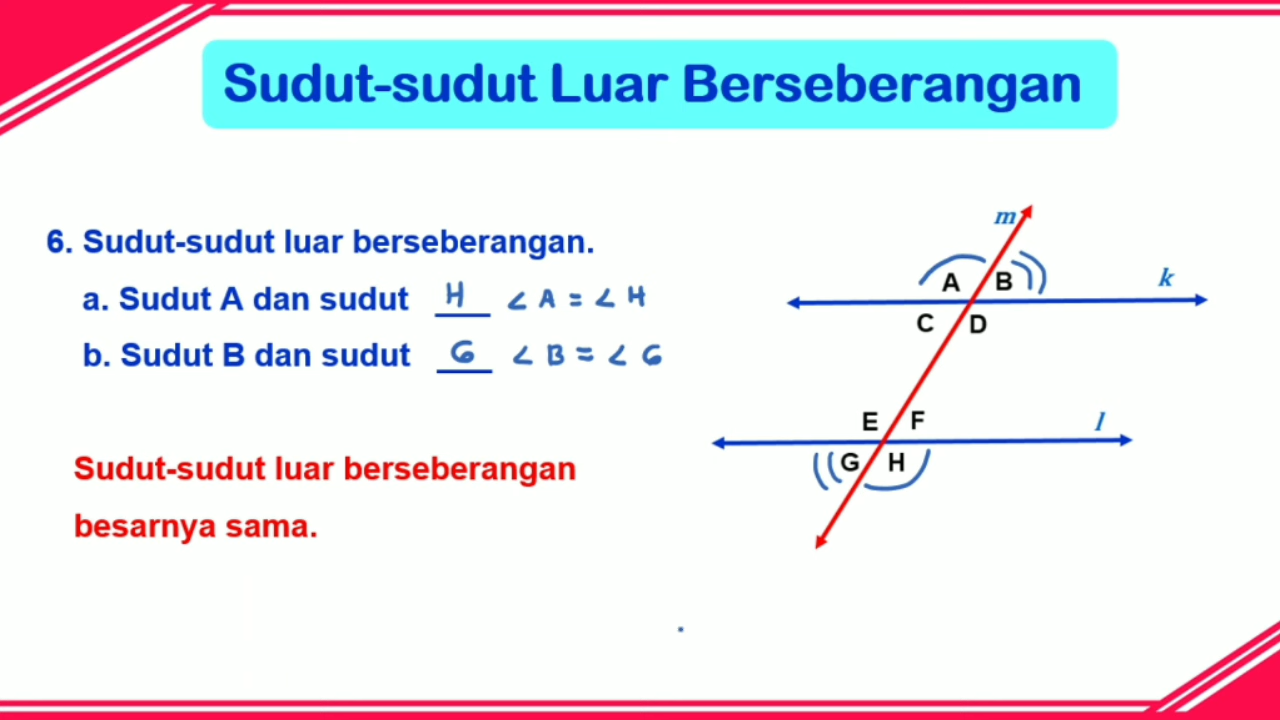 Sudut-sudut Luar Berseberangan
6. Sudut-sudut luar berseberangan.
a. Sudut A dan sudut H ∠A = ∠H
b. Sudut B dan sudut G ∠B = ∠G
Sudut-sudut luar berseberangan
besarnya sama.
m
A B k
C D
E F l
G H